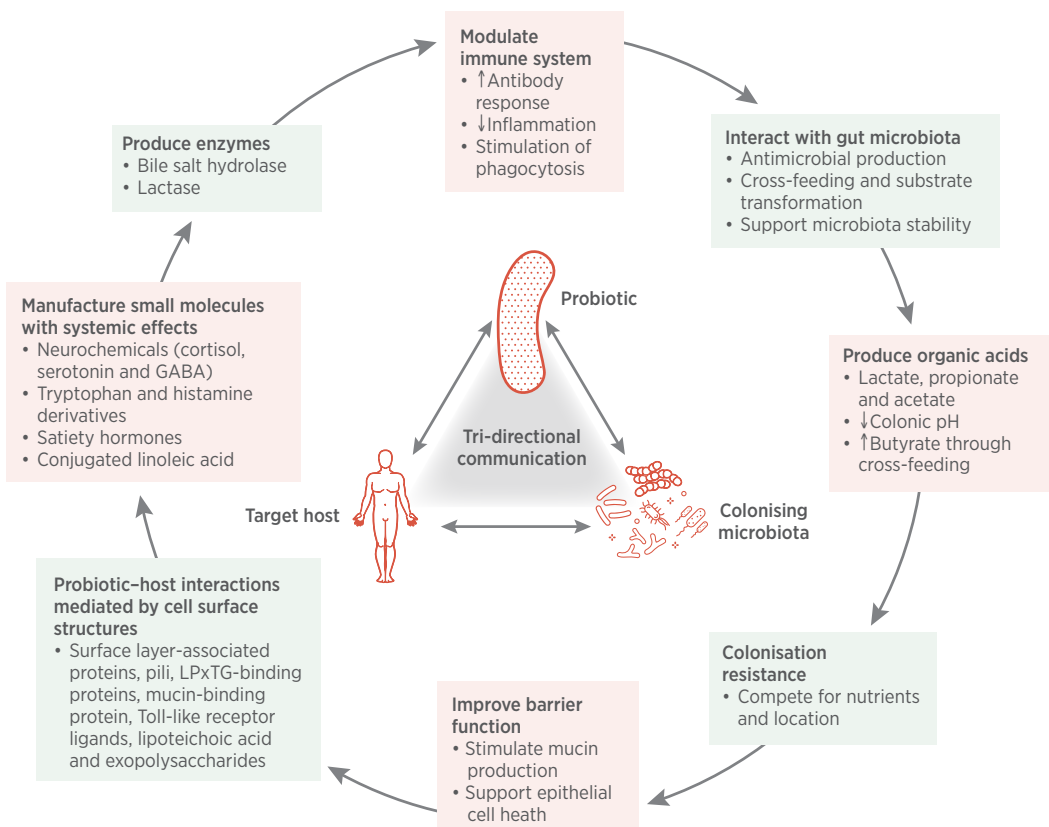 Modulate
immune system
• ↑Antibody
response
• ↓Inflammation
• Stimulation of
phagocytosis
Interact with gut microbiota
• Antimicrobial production
• Cross-feeding and substrate
transformation
• Support microbiota stability
Produce organic acids
• Lactate, propionate
and acetate
• ↓Colonic pH
• ↑Butyrate through
cross-feeding
Colonisation
resistance
• Compete for nutrients
and location
Improve barrier
function
• Stimulate mucin
production
• Support epithelial
cell heath
Probiotic–host interactions
mediated by cell surface
structures
• Surface layer-associated
proteins, pili, LPxTG-binding
proteins, mucin-binding
protein, Toll-like receptor
ligands, lipoteichoic acid
and exopolysaccharides
Manufacture small molecules
with systemic effects
• Neurochemicals (cortisol,
serotonin and GABA)
• Tryptophan and histamine
derivatives
• Satiety hormones
• Conjugated linoleic acid
Produce enzymes
• Bile salt hydrolase
• Lactase
Probiotic
Tri-directional
communication
Target host
Colonising
microbiota